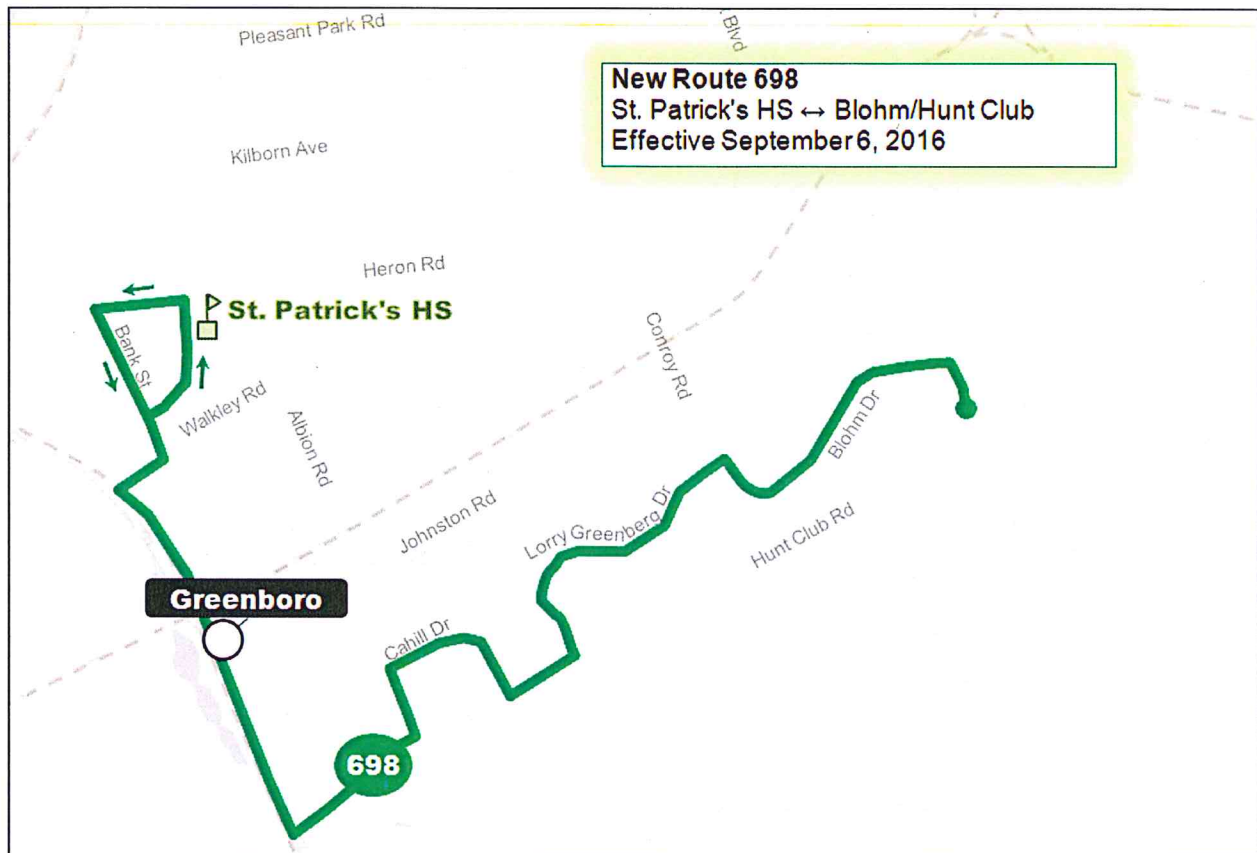 Pleasant Park Rd
Blvd
New Route 698
St. Patrick's HS ↔ Blohm/Hunt Club
Effective September 6, 2016
Kilborn Ave
Heron Rd
St. Patrick's HS
Bank St
Conroy Rd
Walkley Rd
Albion Rd
Blohm Dr
Johnston Rd
Lorry Greenberg Dr
Hunt Club Rd
Greenboro
Cahill Dr
698